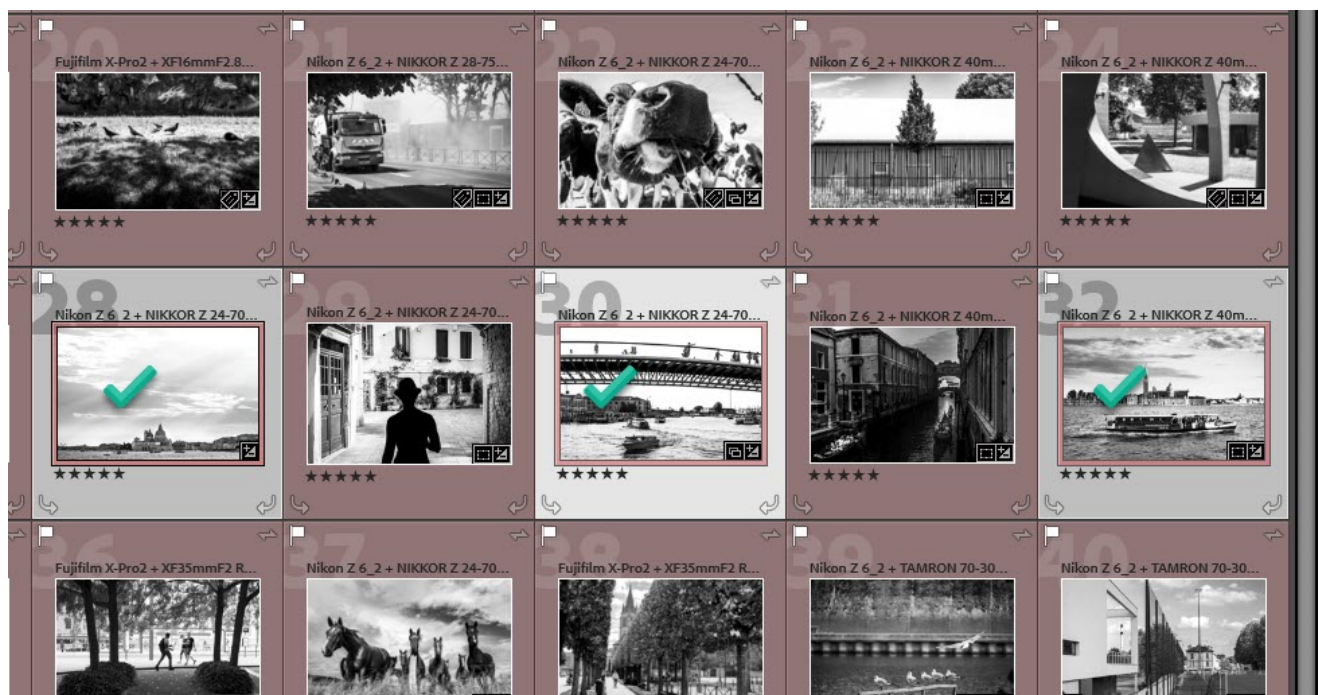 20 21 22 23 24
Fujifilm X-Pro2 + XF16mmF2.8... Nikon Z 6_2 + NIKKOR Z 28-75... Nikon Z 6_2 + NIKKOR Z 24-70... Nikon Z 6_2 + NIKKOR Z 40m... Nikon Z 6_2 + NIKKOR Z 40m...
28 29 30 31 32
Nikon Z 6_2 + NIKKOR Z 24-70... Nikon Z 6_2 + NIKKOR Z 24-70... Nikon Z 6_2 + NIKKOR Z 24-70... Nikon Z 6_2 + NIKKOR Z 40m... Nikon Z 6_2 + NIKKOR Z 40m...
36 37 38 39 40
Fujifilm X-Pro2 + XF35mmF2 R... Nikon Z 6_2 + NIKKOR Z 24-70... Fujifilm X-Pro2 + XF35mmF2 R... Nikon Z 6_2 + TAMRON 70-30... Nikon Z 6_2 + TAMRON 70-30...